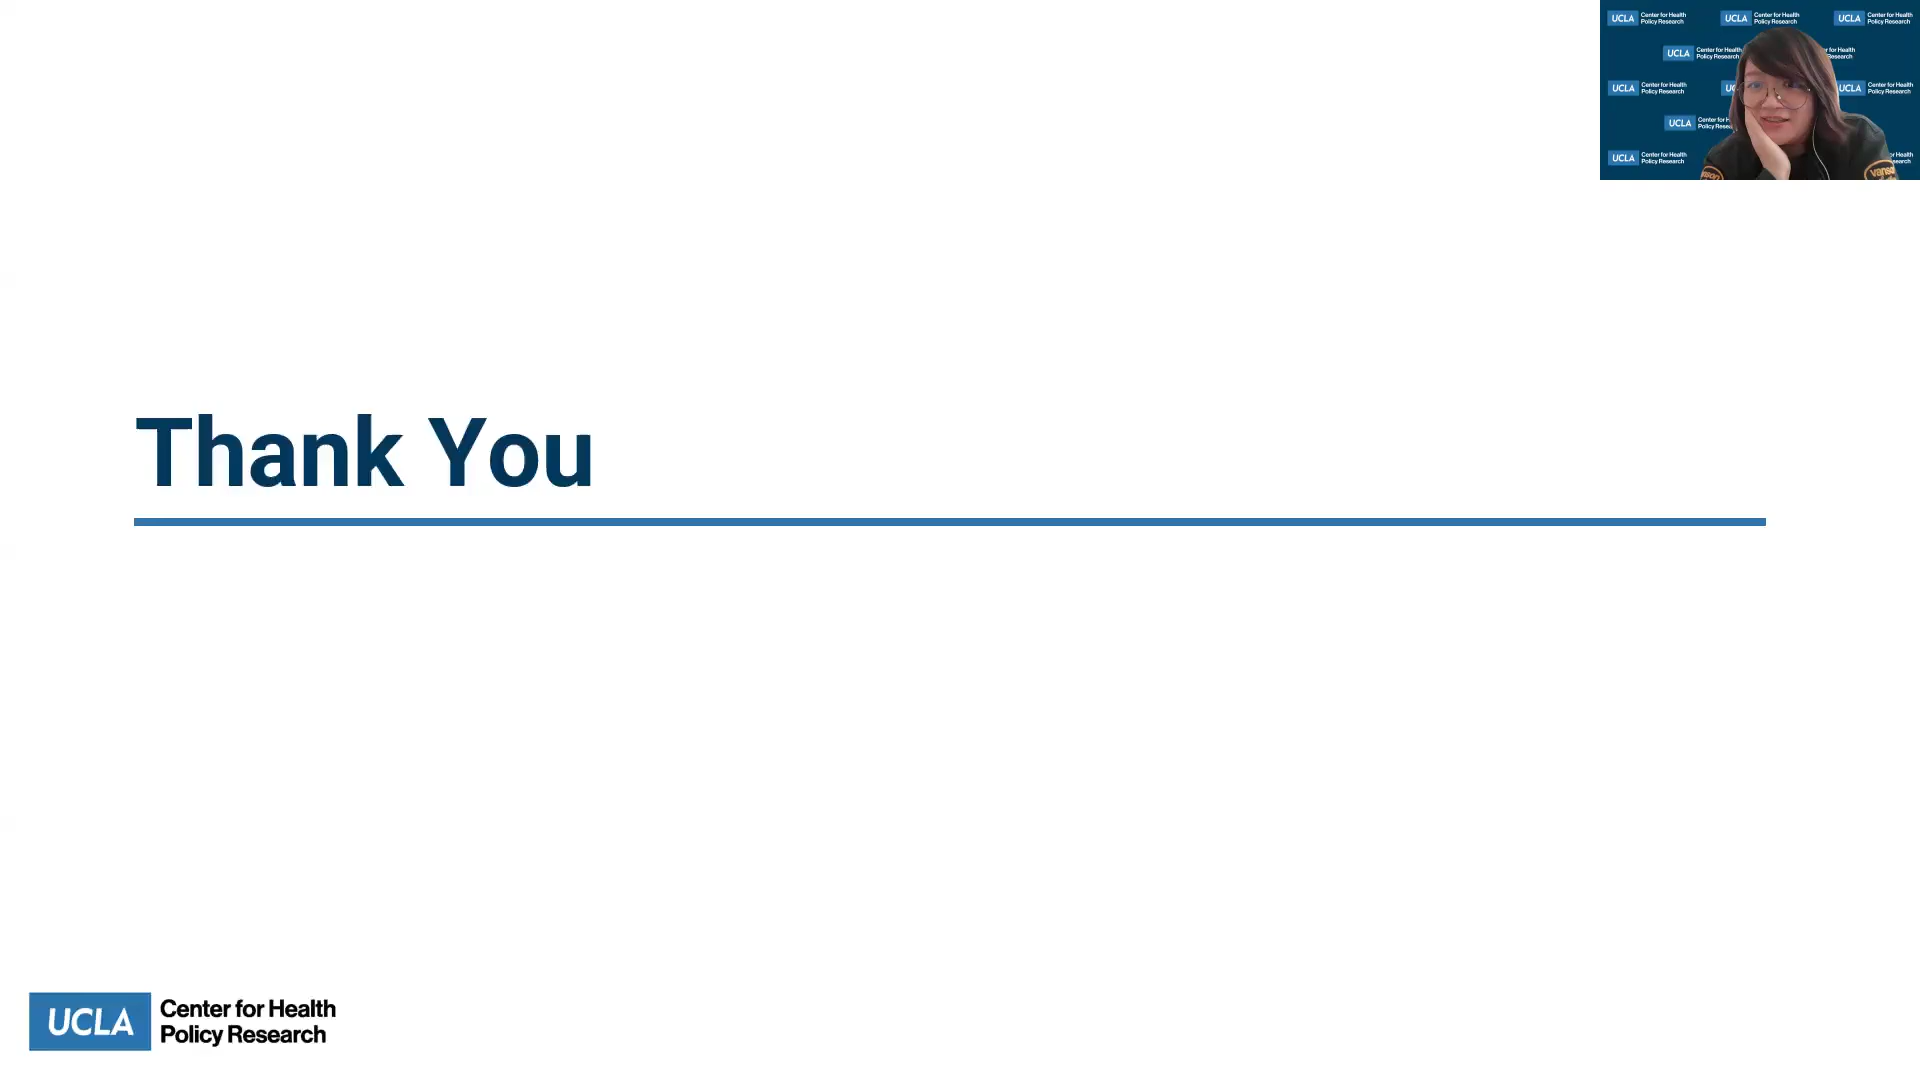 UCLA Center for Health Policy Research
UCLA Center for Health Policy Research
UCLA Center for Health Policy Research
UCLA Center for Health Policy Research
for Health Research
UCLA Center for Health Policy Research
UCLA Center for Health Policy Research
UCLA Center for
Policy
UCLA Center for Health Policy Research
Health
Thank You
UCLA Center for Health
Policy Research